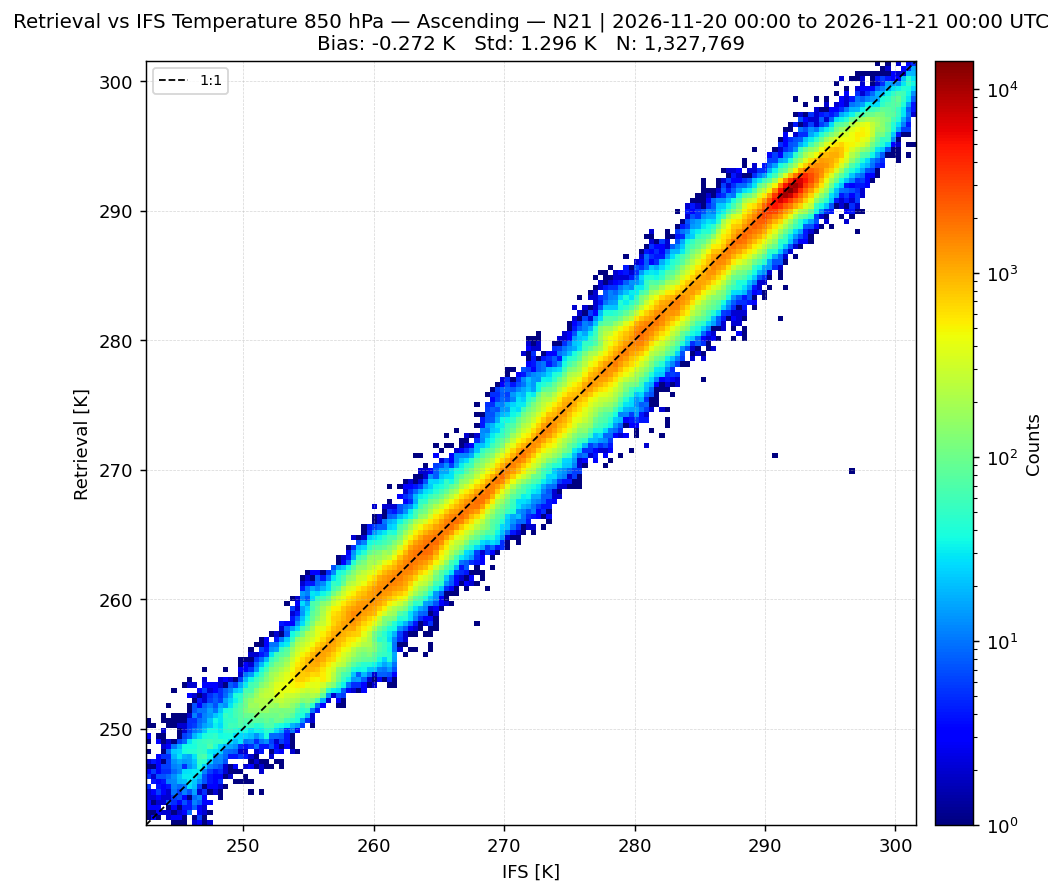 Retrieval vs IFS Temperature 850 hPa — Ascending — N21 | 2026-11-20 00:00 to 2026-11-21 00:00 UTC
Bias: -0.272 K   Std: 1.296 K   N: 1,327,769
1:1
300
290
280
270
260
250
Retrieval [K]
250 260 270 280 290 300
IFS [K]
10^4
10^3
10^2
10^1
10^0
Counts